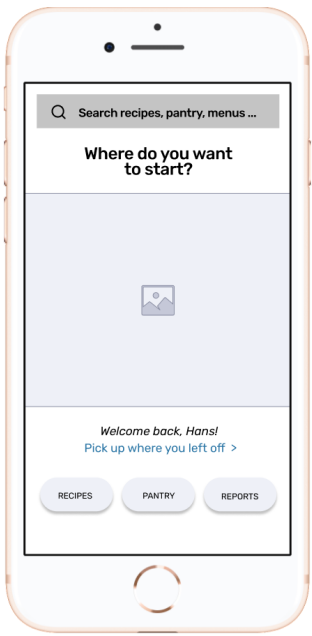 Search recipes, pantry, menus ...
Where do you want
to start?
Welcome back, Hans!
Pick up where you left off >
RECIPES
PANTRY
REPORTS